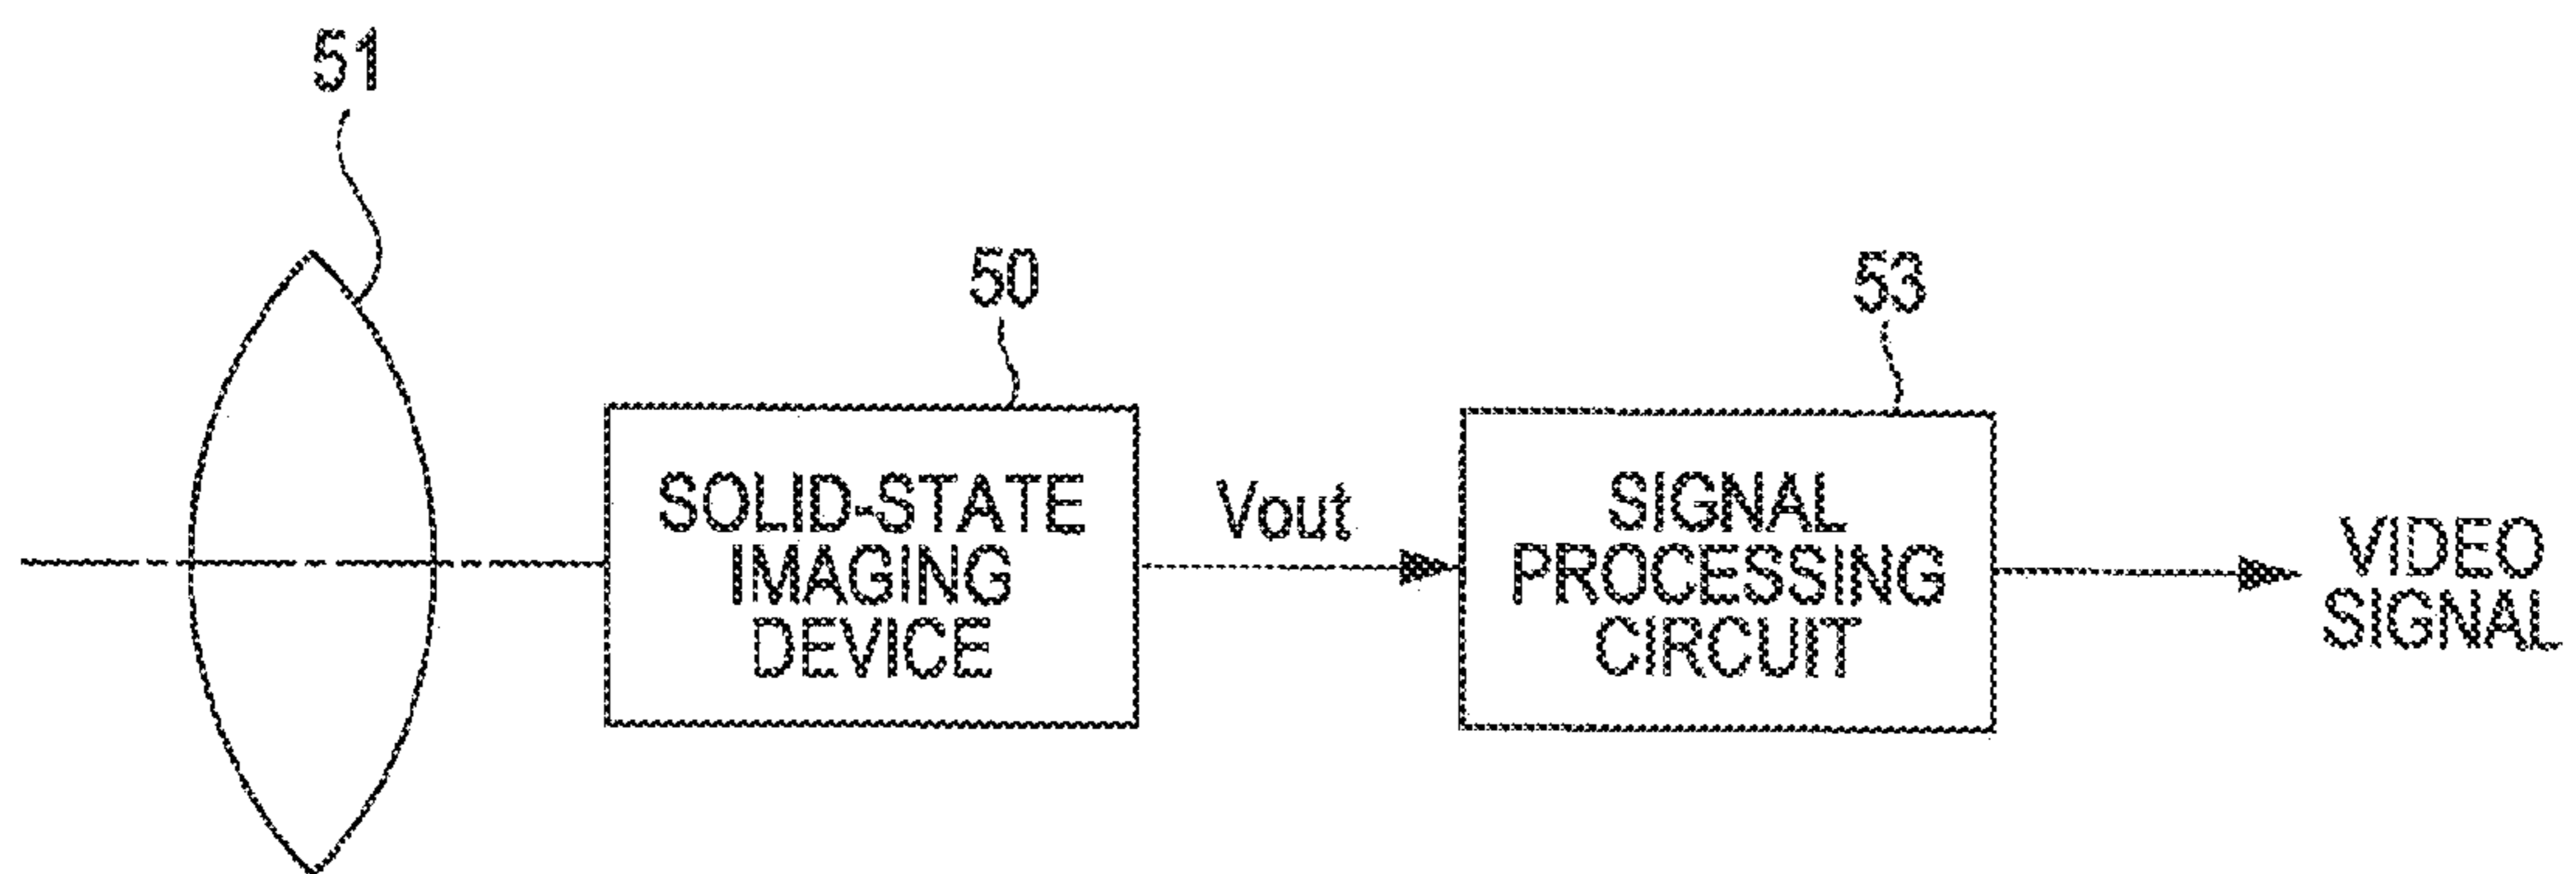 51
50
53
SOLID-STATE
IMAGING
DEVICE
Vout
SIGNAL
PROCESSING
CIRCUIT
VIDEO
SIGNAL